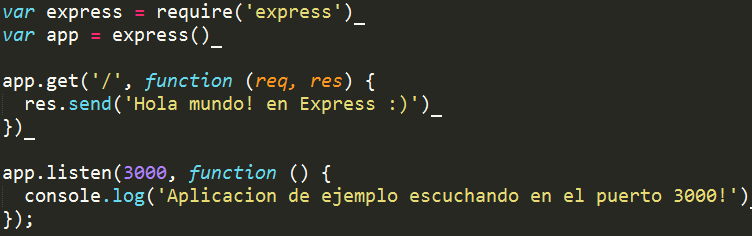 var express = require('express')_
var app = express()_

app.get('/', function (req, res) {
  res.send('Hola mundo! en Express :)')_
})_

app.listen(3000, function () {
  console.log('Aplicacion de ejemplo escuchando en el puerto 3000!')_
});